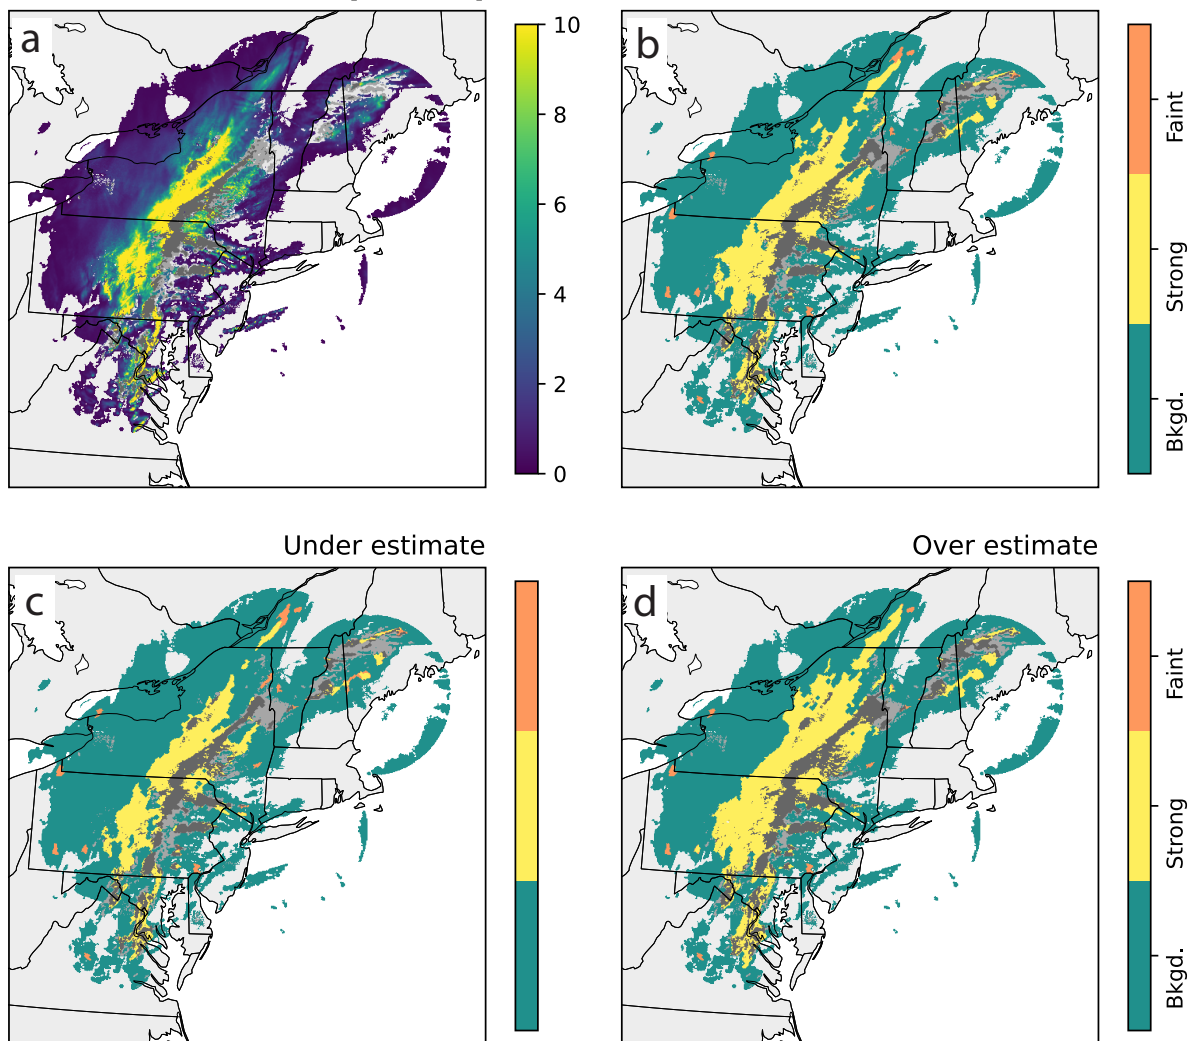 a
10
8
6
4
2
0
b
Faint
Strong
Bkgd.
Under estimate
c
Over estimate
d
Faint
Strong
Bkgd.